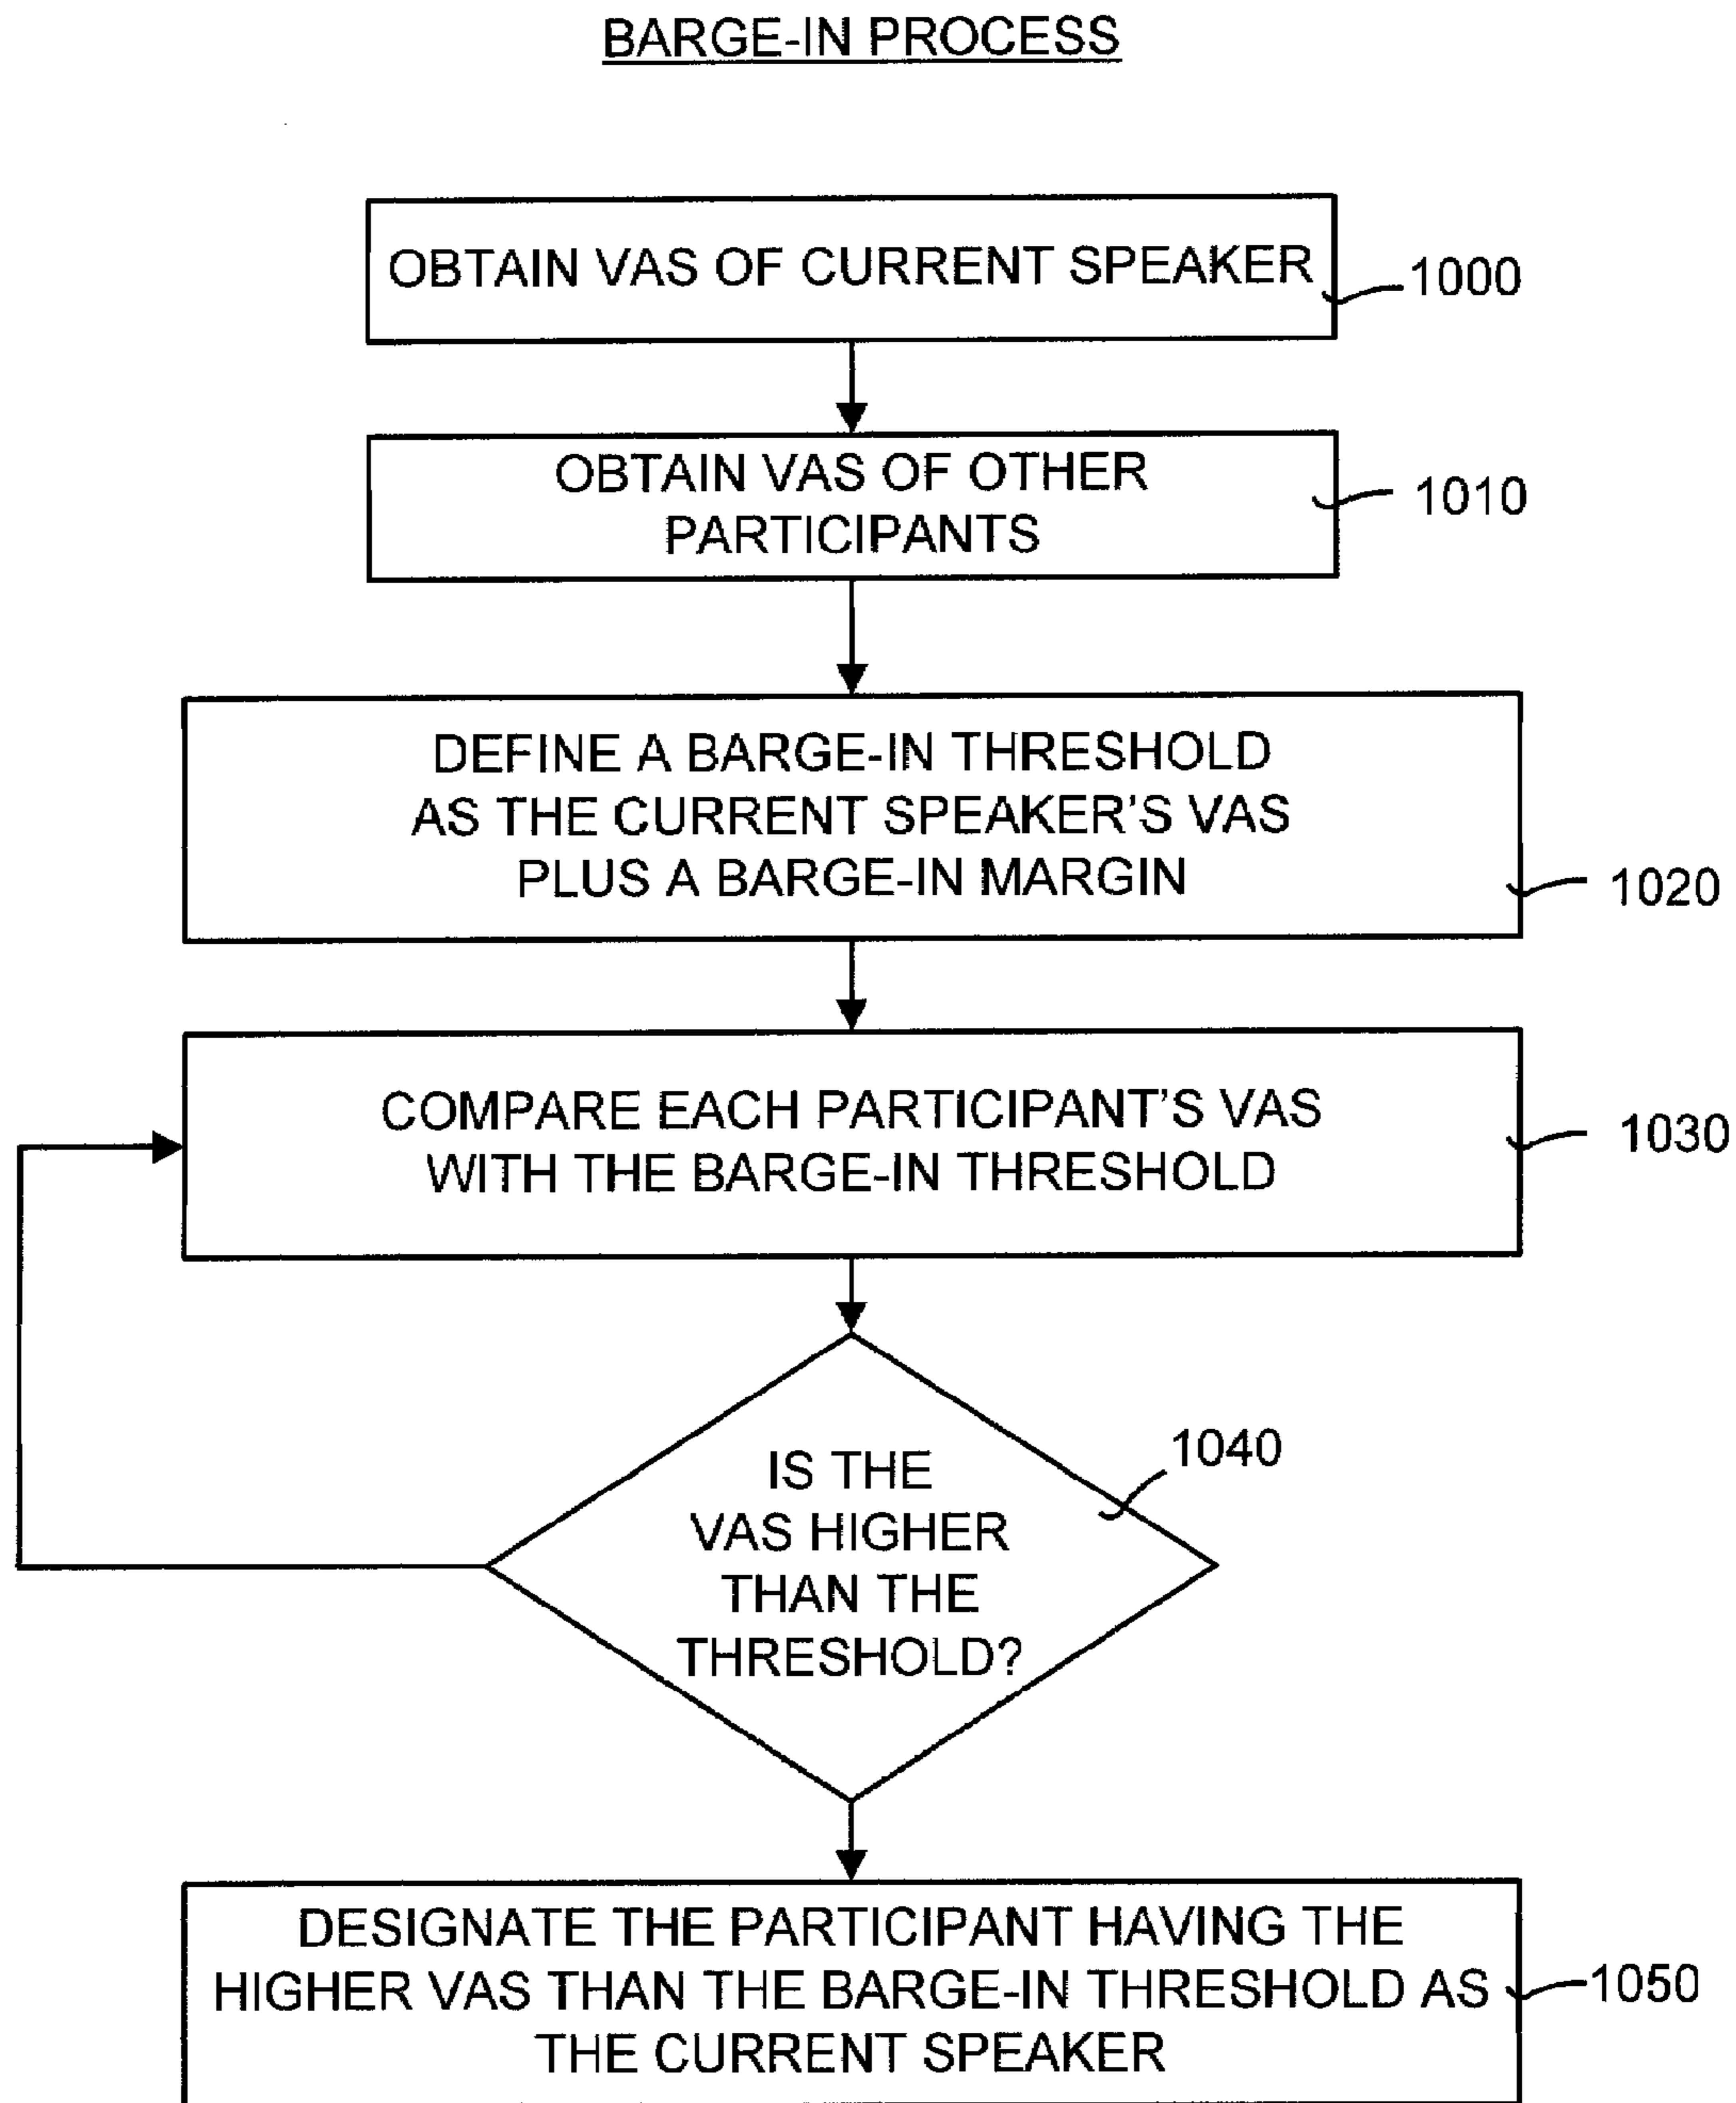 BARGE-IN PROCESS
OBTAIN VAS OF CURRENT SPEAKER
1000
OBTAIN VAS OF OTHER
PARTICIPANTS
1010
DEFINE A BARGE-IN THRESHOLD
AS THE CURRENT SPEAKER'S VAS
PLUS A BARGE-IN MARGIN
1020
COMPARE EACH PARTICIPANT'S VAS
WITH THE BARGE-IN THRESHOLD
1030
IS THE
VAS HIGHER
THAN THE
THRESHOLD?
1040
DESIGNATE THE PARTICIPANT HAVING THE
HIGHER VAS THAN THE BARGE-IN THRESHOLD AS
THE CURRENT SPEAKER
1050